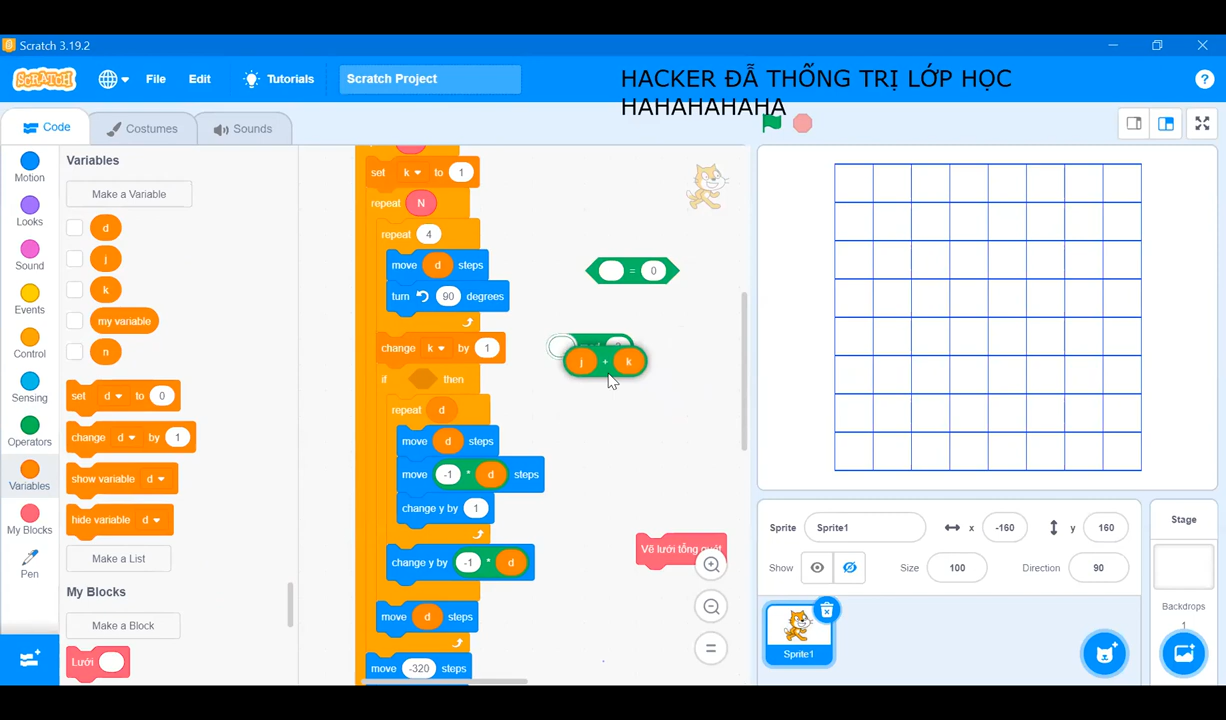 Scratch 3.19.2
SCRATCH File Edit Tutorials Scratch Project
HACKER ĐÃ THỐNG TRỊ LỚP HỌC
HAHAHAHAHA
?
Code Costumes Sounds
Motion
Looks
Sound
Events
Control
Sensing
Operators
Variables
My Blocks
Pen
Variables
Make a Variable
d
j
k
my variable
n
set d to 0
change d by 1
show variable d
hide variable d
Make a List
My Blocks
Make a Block
Lưới
set k to 1
repeat N
repeat 4
move d steps
turn 90 degrees
change k by 1
if then
repeat d
move d steps
move -1 * d steps
change y by 1
change y by -1 * d
move d steps
move -320 steps
= 0
j + k
Vẽ lưới tổng quát
Sprite Sprite1 x -160 y 160
Show Size 100 Direction 90
Sprite1
Stage
Backdrops
1